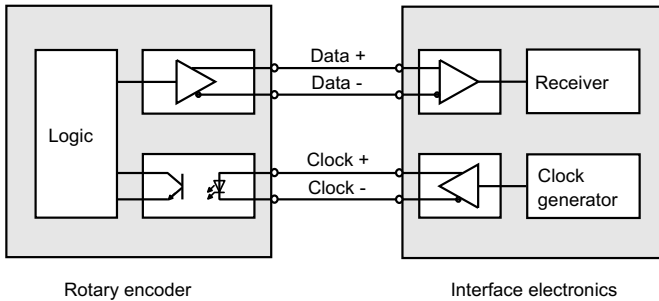 Data +
Data -
Logic
Receiver
Clock +
Clock -
Clock
generator
Rotary encoder
Interface electronics